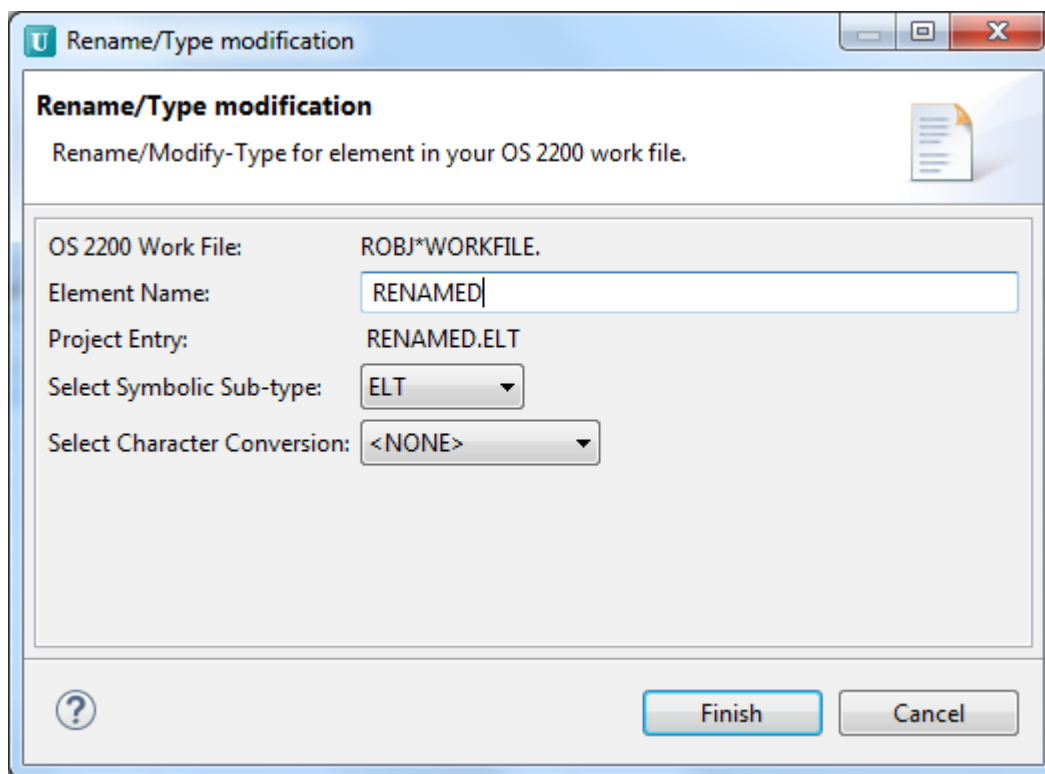 U Rename/Type modification
Rename/Type modification
Rename/Modify-Type for element in your OS 2200 work file.
OS 2200 Work File: ROBJ*WORKFILE.
Element Name: RENAMED
Project Entry: RENAMED.ELT
Select Symbolic Sub-type: ELT
Select Character Conversion: <NONE>
? Finish Cancel